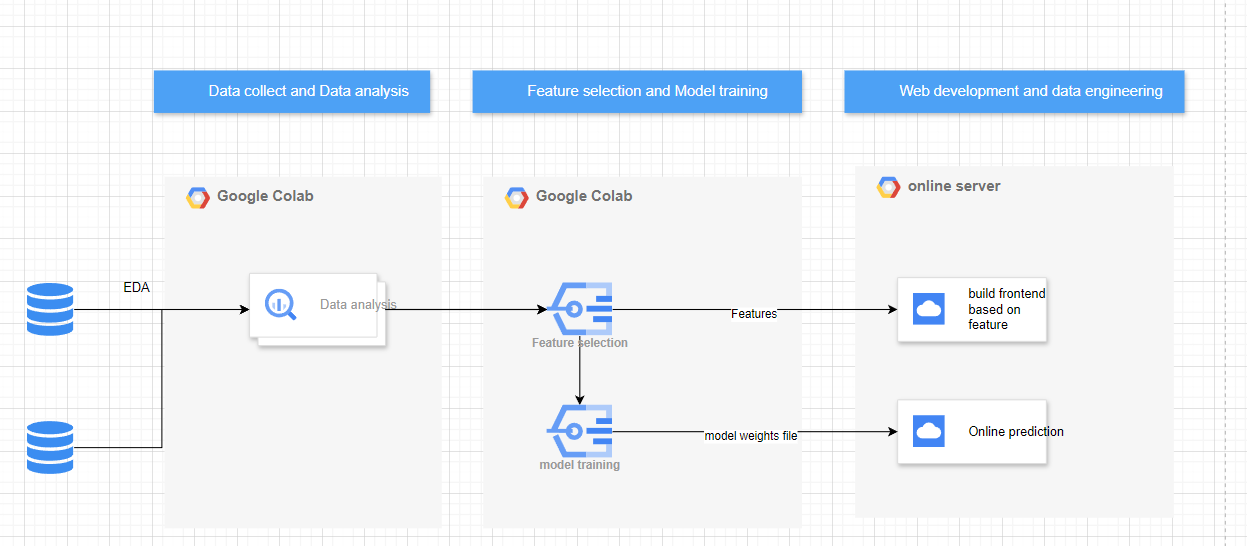 Data collect and Data analysis
Feature selection and Model training
Web development and data engineering
Google Colab
Google Colab
online server
EDA
Data analysis
Feature selection
Features
build frontend
based on
feature
model training
model weights file
Online prediction